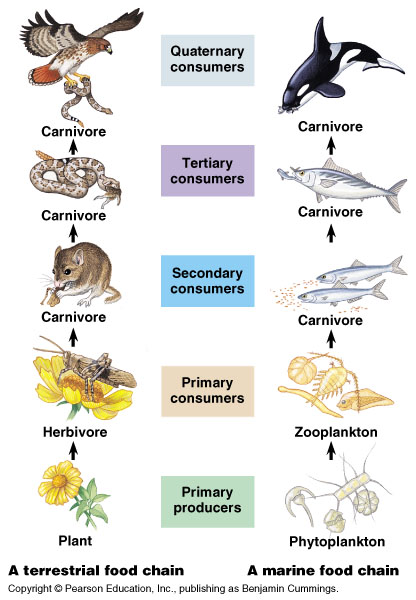 Quaternary
consumers
Carnivore
Carnivore
Tertiary
consumers
Carnivore
Carnivore
Secondary
consumers
Carnivore
Carnivore
Primary
consumers
Herbivore
Zooplankton
Primary
producers
Plant
Phytoplankton
A terrestrial food chain
A marine food chain
Copyright © Pearson Education, Inc., publishing as Benjamin Cummings.